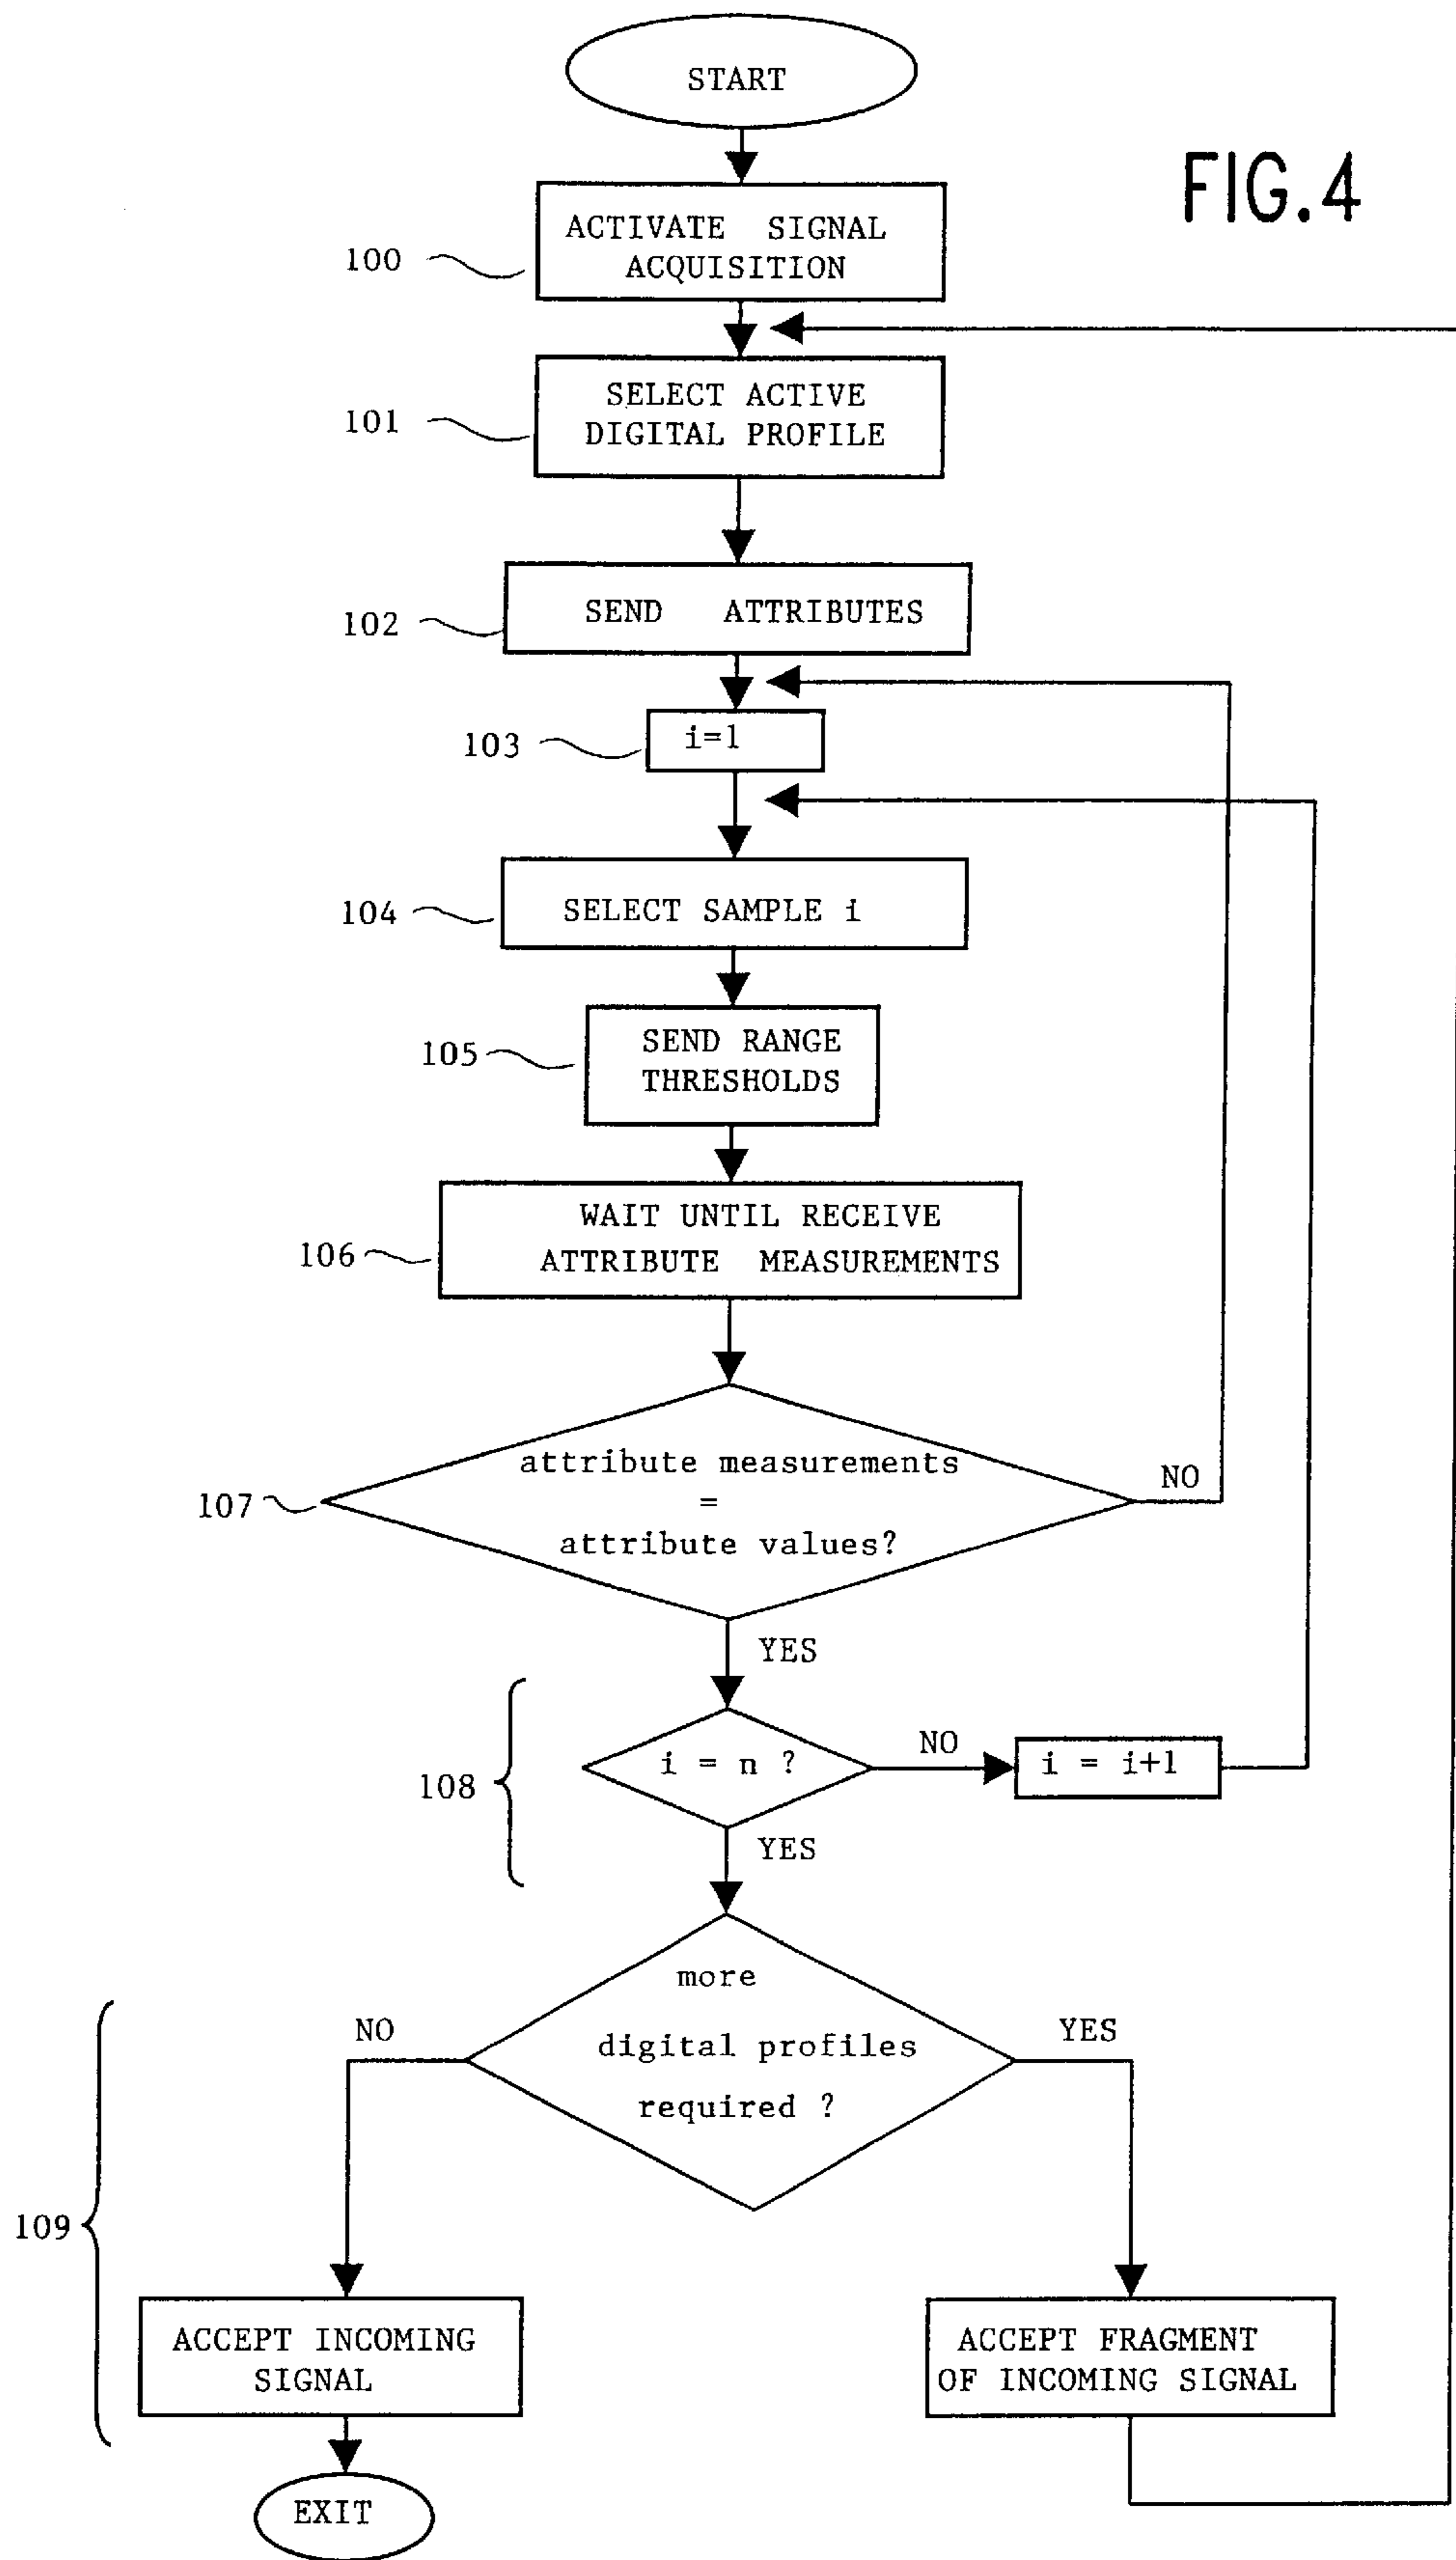 START
FIG.4
ACTIVATE SIGNAL
ACQUISITION
100
SELECT ACTIVE
DIGITAL PROFILE
101
SEND ATTRIBUTES
102
i=1
103
SELECT SAMPLE i
104
SEND RANGE
THRESHOLDS
105
WAIT UNTIL RECEIVE
ATTRIBUTE MEASUREMENTS
106
attribute measurements
=
attribute values?
107
NO
YES
i = n ?
NO
i = i+1
108
YES
more
digital profiles
required ?
NO
YES
109
ACCEPT INCOMING
SIGNAL
ACCEPT FRAGMENT
OF INCOMING SIGNAL
EXIT